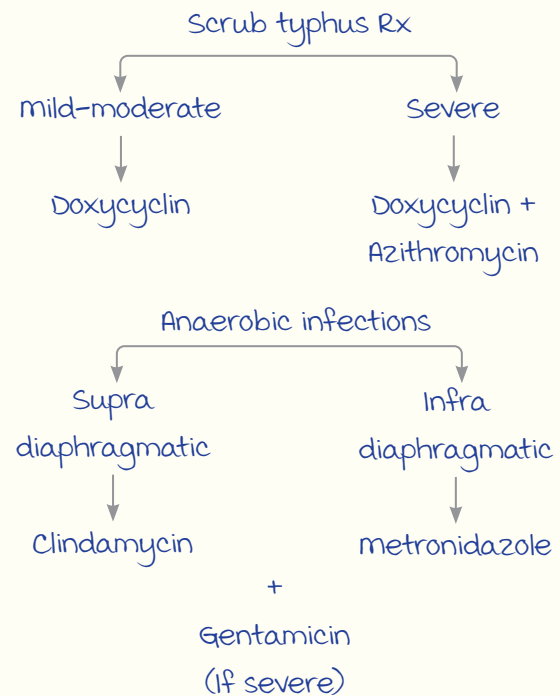 Scrub typhus Rx
mild-moderate Severe
Doxycyclin Doxycyclin +
Azithromycin
Anaerobic infections
Supra Infra
diaphragmatic diaphragmatic
Clindamycin metronidazole
+
Gentamicin
(If severe)